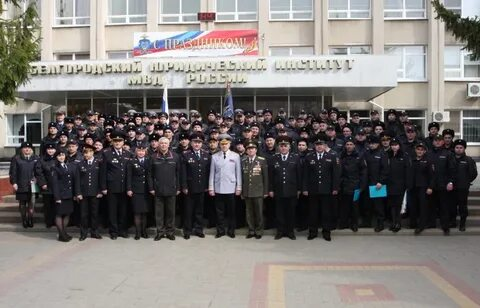 С ПРАЗДНИКОМ!
БЕЛГОРОДСКИЙ ЮРИДИЧЕСКИЙ ИНСТИТУТ
МВД РОССИИ